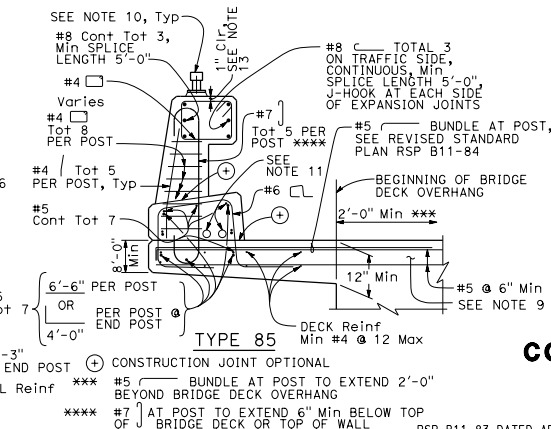 SEE NOTE 10, Typ
#8 Cont Tot 3,
Min SPLICE
LENGTH 5'-0"
1" Clr,
SEE NOTE
13
#8 TOTAL 3
ON TRAFFIC SIDE,
CONTINUOUS, Min
SPLICE LENGTH 5'-0",
J-HOOK AT EACH SIDE
OF EXPANSION JOINTS
#4
Varies
#4
Tot 8
PER POST
#7
Tot 5 PER
POST ****
#5 BUNDLE AT POST,
SEE REVISED STANDARD
PLAN RSP B11-84
#4 Tot 5
PER POST, Typ
SEE
NOTE 11
#6
BEGINNING OF BRIDGE
DECK OVERHANG
#5
Cont Tot 7
2'-0" Min ***
8'-0"
Min
12" Min
#5 @ 6" Min
SEE NOTE 9
6'-6" PER POST
OR
4'-0" PER POST @
END POST
ot 7
TYPE 85
DECK Reinf
Min #4 @ 12 Max
-3"
END POST
+ CONSTRUCTION JOINT OPTIONAL
L Reinf
*** #5 BUNDLE AT POST TO EXTEND 2'-0"
BEYOND BRIDGE DECK OVERHANG
**** #7 AT POST TO EXTEND 6" Min BELOW TOP
OF BRIDGE DECK OR TOP OF WALL